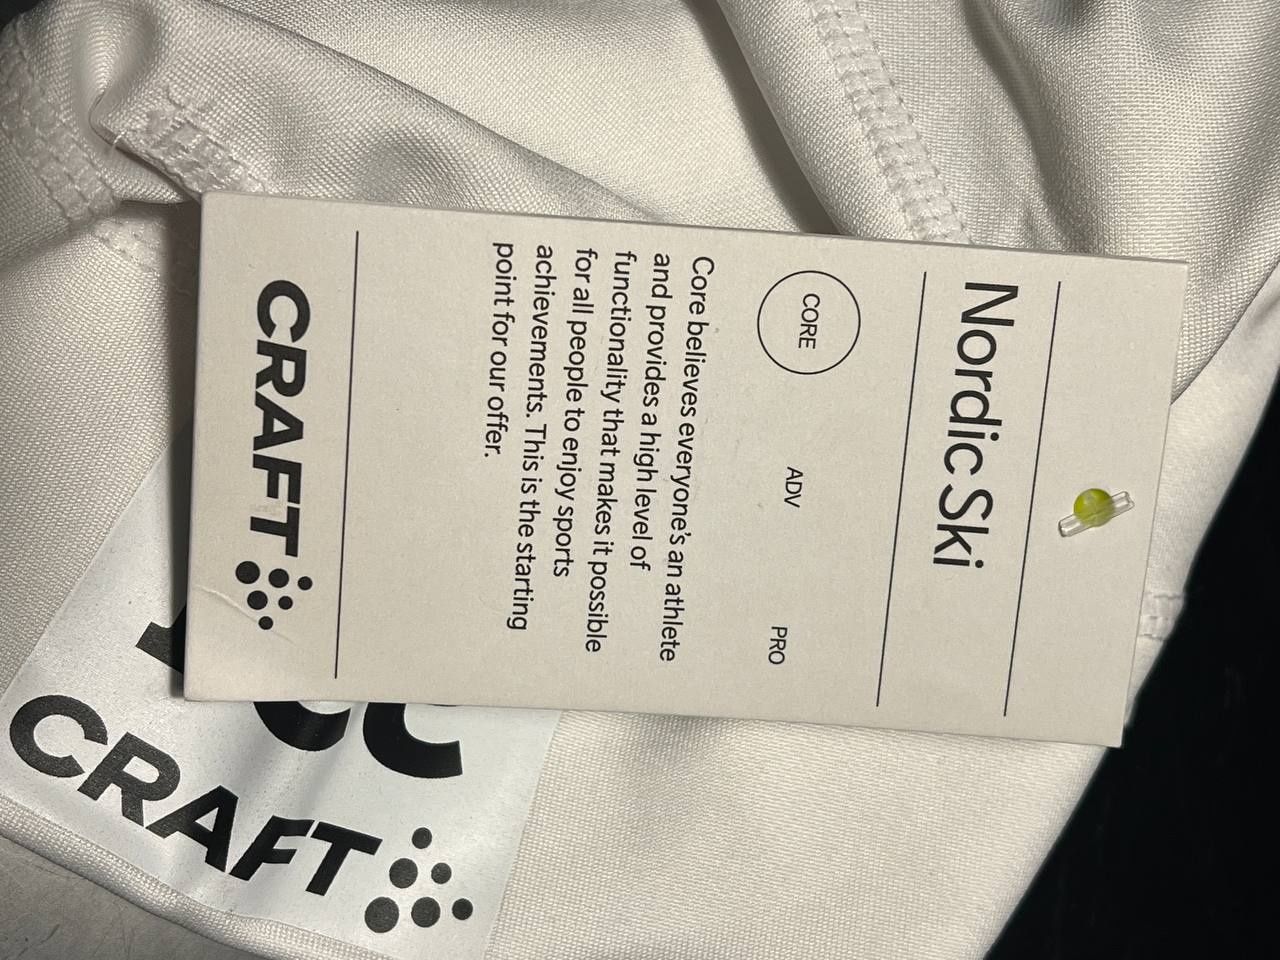 Nordic Ski
CORE ADV PRO
Core believes everyone's an athlete
and provides a high level of
functionality that makes it possible
for all people to enjoy sports
achievements. This is the starting
point for our offer.
CRAFT
CRAFT